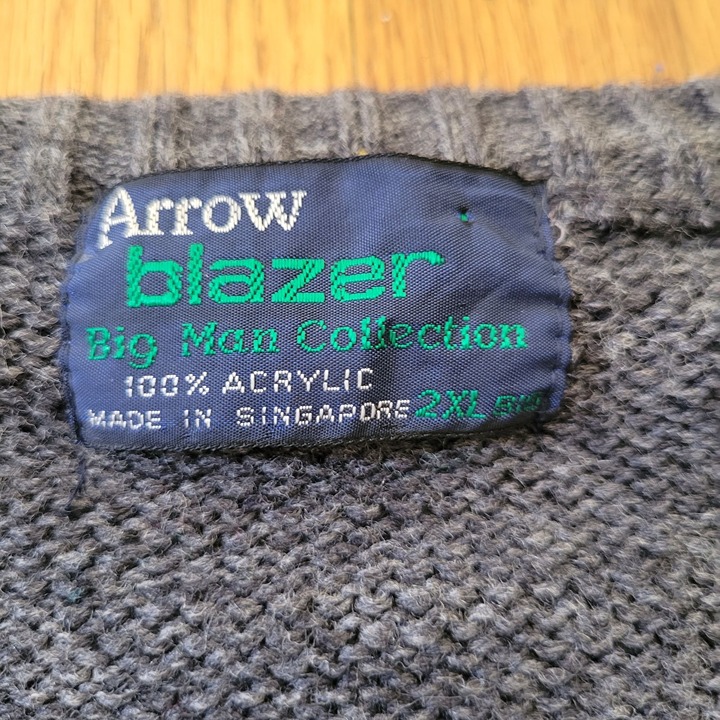 Arrow
blazer
Big Man Collection
100% ACRYLIC
MADE IN SINGAPORE 2XL